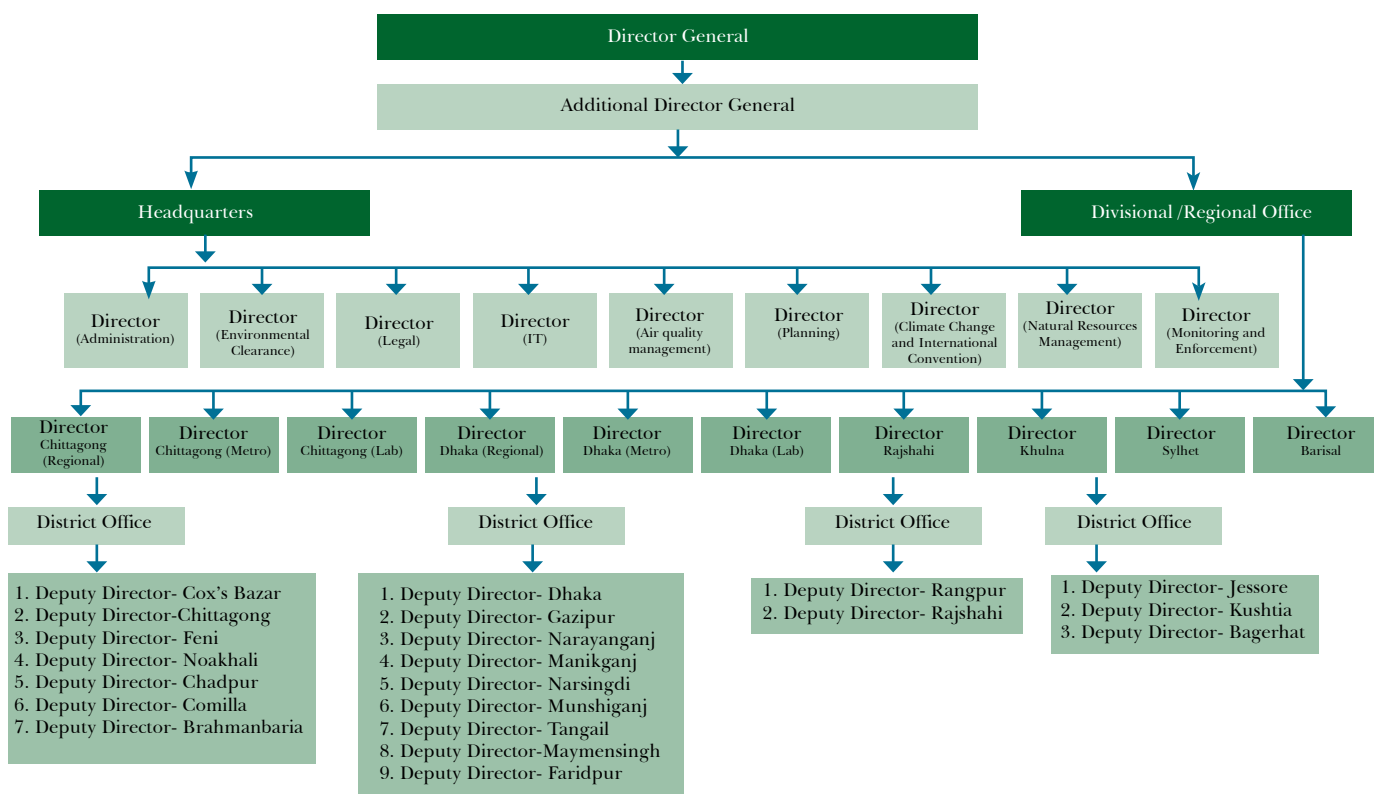 Director General
Additional Director General
Headquarters
Divisional /Regional Office
Director
(Administration)
Director
(Environmental
Clearance)
Director
(Legal)
Director
(IT)
Director
(Air quality
management)
Director
(Planning)
Director
(Climate Change
and International
Convention)
Director
(Natural Resources
Management)
Director
(Monitoring and
Enforcement)
Director
Chittagong
(Regional)
Director
Chittagong (Metro)
Director
Chittagong (Lab)
Director
Dhaka (Regional)
Director
Dhaka (Metro)
Director
Dhaka (Lab)
Director
Rajshahi
Director
Khulna
Director
Sylhet
Director
Barisal
District Office
1. Deputy Director- Cox’s Bazar
2. Deputy Director-Chittagong
3. Deputy Director- Feni
4. Deputy Director- Noakhali
5. Deputy Director- Chadpur
6. Deputy Director- Comilla
7. Deputy Director- Brahmanbaria
District Office
1. Deputy Director- Dhaka
2. Deputy Director- Gazipur
3. Deputy Director- Narayanganj
4. Deputy Director- Manikganj
5. Deputy Director- Narsingdi
6. Deputy Director- Munshiganj
7. Deputy Director- Tangail
8. Deputy Director-Maymensingh
9. Deputy Director- Faridpur
District Office
1. Deputy Director- Rangpur
2. Deputy Director- Rajshahi
District Office
1. Deputy Director- Jessore
2. Deputy Director- Kushtia
3. Deputy Director- Bagerhat